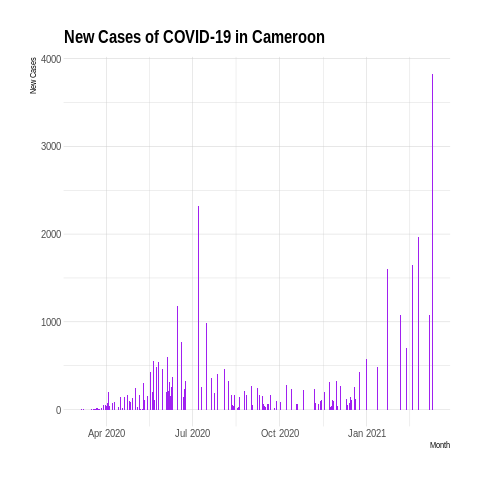 New Cases of COVID-19 in Cameroon
New Cases
4000
3000
2000
1000
0
Apr 2020 Jul 2020 Oct 2020 Jan 2021
Month